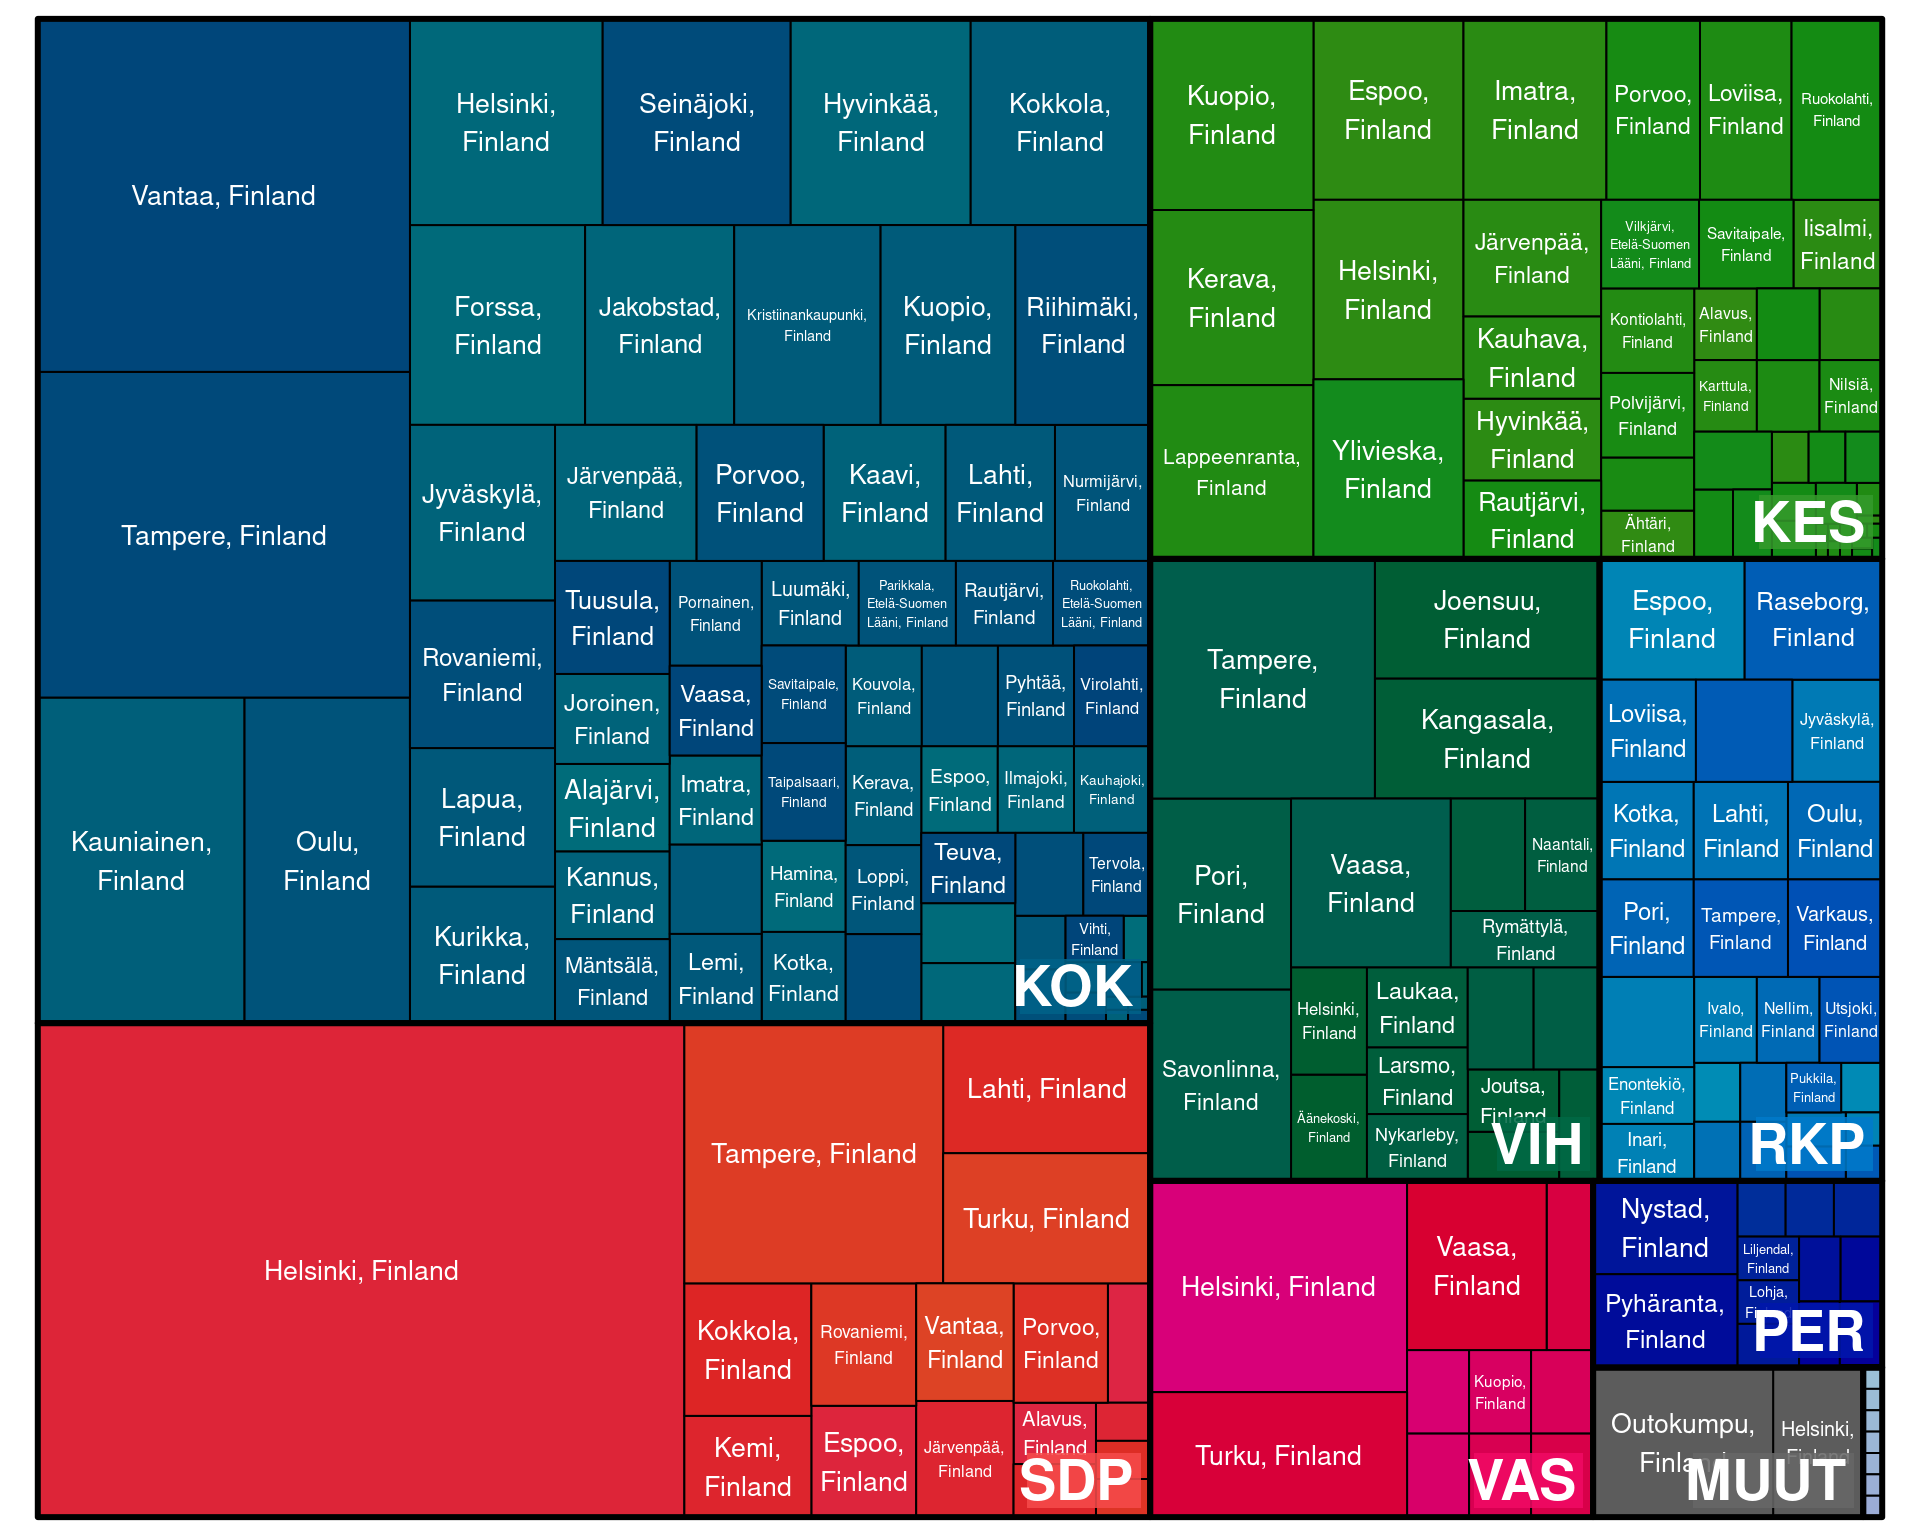 Vantaa, Finland
Tampere, Finland
Kauniainen,
Finland
Oulu,
Finland
Helsinki,
Finland
Seinäjoki,
Finland
Hyvinkää,
Finland
Kokkola,
Finland
Forssa,
Finland
Jakobstad,
Finland
Kristiinankaupunki,
Finland
Kuopio,
Finland
Riihimäki,
Finland
Jyväskylä,
Finland
Rovaniemi,
Finland
Lapua,
Finland
Kurikka,
Finland
Järvenpää,
Finland
Porvoo,
Finland
Kaavi,
Finland
Lahti,
Finland
Nurmijärvi,
Finland
Tuusula,
Finland
Joroinen,
Finland
Alajärvi,
Finland
Kannus,
Finland
Mäntsälä,
Finland
Pornainen,
Finland
Vaasa,
Finland
Imatra,
Finland
Lemi,
Finland
Luumäki,
Finland
Parikkala,
Etelä-Suomen
Lääni, Finland
Rautjärvi,
Finland
Ruokolahti,
Etelä-Suomen
Lääni, Finland
Savitaipale,
Finland
Taipalsaari,
Finland
Hamina,
Finland
Kotka,
Finland
Kouvola,
Finland
Pyhtää,
Finland
Virolahti,
Finland
Kerava,
Finland
Loppi,
Finland
Espoo,
Finland
Ilmajoki,
Finland
Kauhajoki,
Finland
Teuva,
Finland
Tervola,
Finland
Vihti,
Finland
KOK
Helsinki, Finland
Tampere, Finland
Lahti, Finland
Turku, Finland
Kokkola,
Finland
Kemi,
Finland
Rovaniemi,
Finland
Espoo,
Finland
Vantaa,
Finland
Järvenpää,
Finland
Porvoo,
Finland
Alavus,
Finland
SDP
Kuopio,
Finland
Kerava,
Finland
Lappeenranta,
Finland
Espoo,
Finland
Helsinki,
Finland
Ylivieska,
Finland
Imatra,
Finland
Järvenpää,
Finland
Kauhava,
Finland
Hyvinkää,
Finland
Rautjärvi,
Finland
Porvoo,
Finland
Loviisa,
Finland
Ruokolahti,
Finland
Vilkjärvi,
Etelä-Suomen
Lääni, Finland
Savitaipale,
Finland
Iisalmi,
Finland
Kontiolahti,
Finland
Polvijärvi,
Finland
Ähtäri,
Finland
Alavus,
Finland
Karttula,
Finland
Nilsiä,
Finland
KES
Tampere,
Finland
Joensuu,
Finland
Kangasala,
Finland
Pori,
Finland
Savonlinna,
Finland
Vaasa,
Finland
Naantali,
Finland
Rymättylä,
Finland
Helsinki,
Finland
Äänekoski,
Finland
Laukaa,
Finland
Larsmo,
Finland
Nykarleby,
Finland
Joutsa,
Finland
VIH
Espoo,
Finland
Raseborg,
Finland
Loviisa,
Finland
Jyväskylä,
Finland
Kotka,
Finland
Lahti,
Finland
Oulu,
Finland
Pori,
Finland
Tampere,
Finland
Varkaus,
Finland
Ivalo,
Finland
Nellim,
Finland
Utsjoki,
Finland
Enontekiö,
Finland
Inari,
Finland
Pukkila,
Finland
RKP
Helsinki, Finland
Turku, Finland
Vaasa,
Finland
Kuopio,
Finland
VAS
Nystad,
Finland
Pyhäranta,
Finland
Liljendal,
Finland
Lohja,
PER
Outokumpu,
Finland
Helsinki,
Finland
MUUT